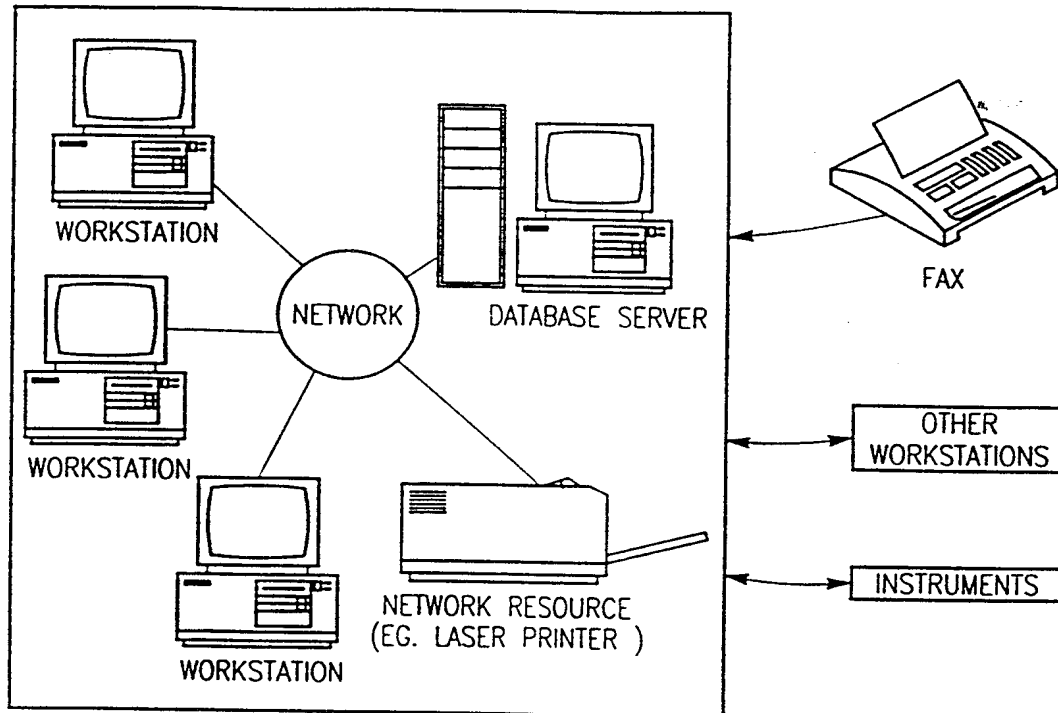 WORKSTATION
NETWORK
DATABASE SERVER
FAX
WORKSTATION
OTHER
WORKSTATIONS
WORKSTATION
NETWORK RESOURCE
(EG. LASER PRINTER )
INSTRUMENTS